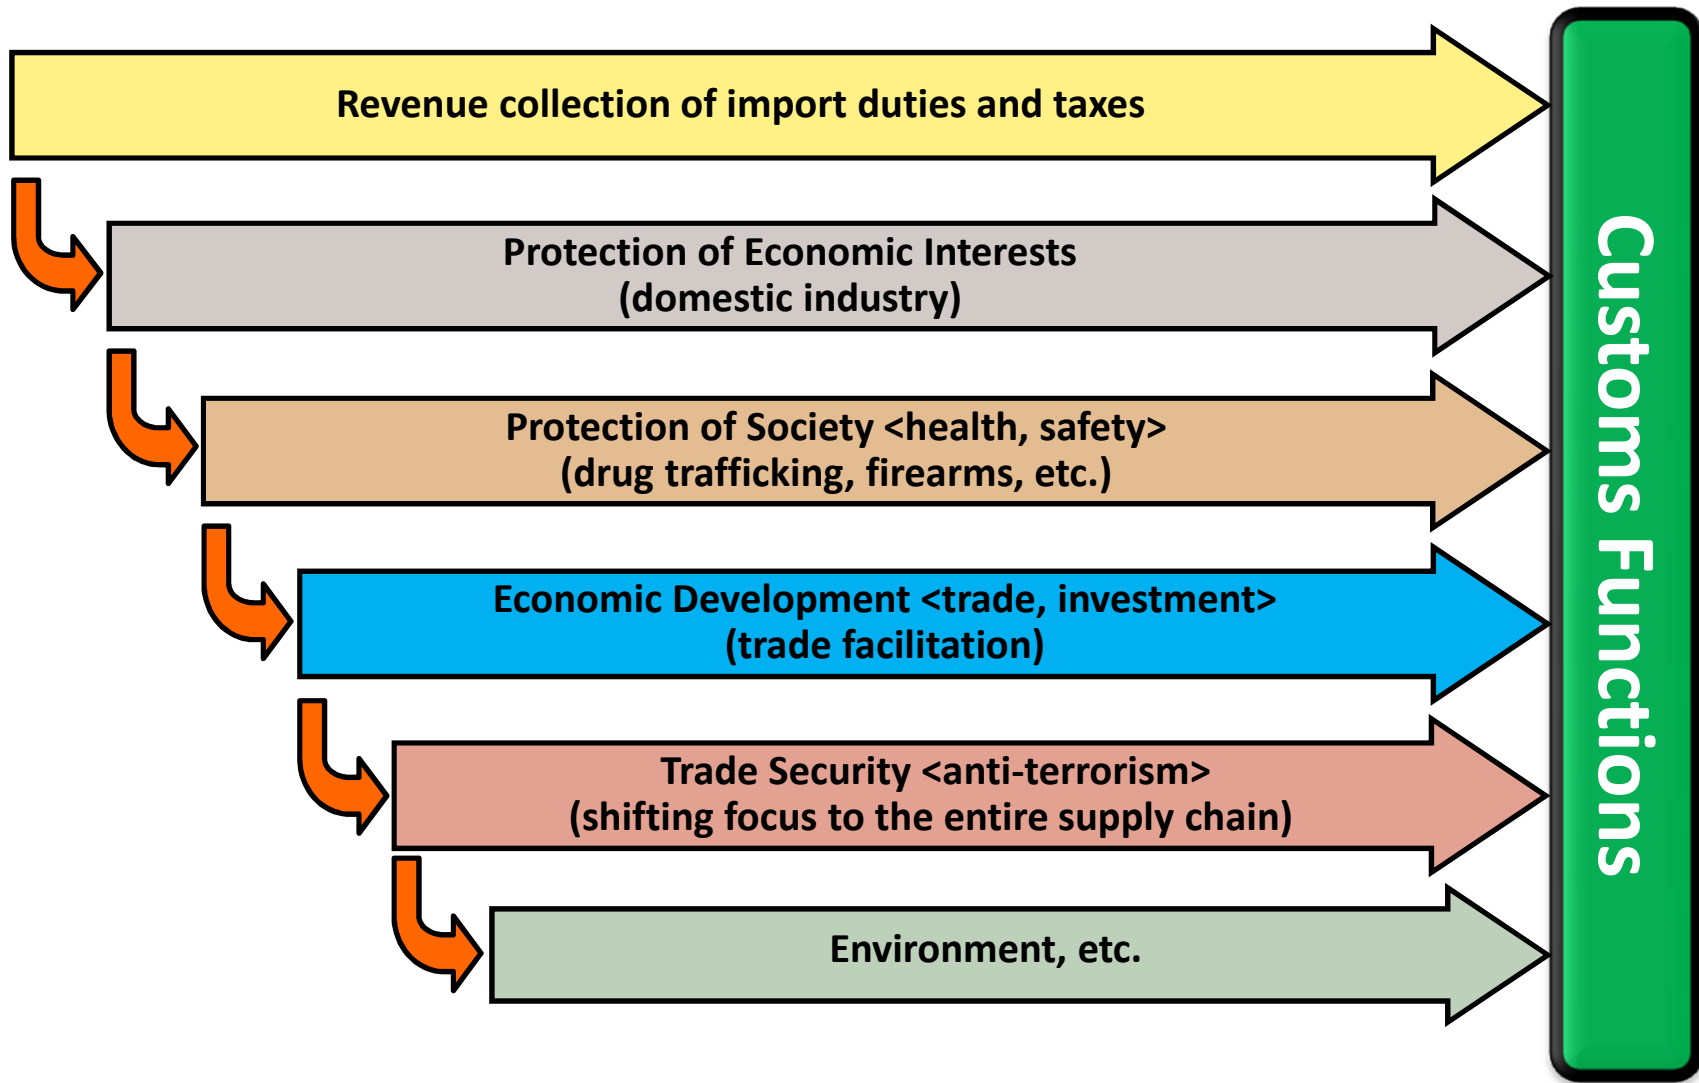 Revenue collection of import duties and taxes
Protection of Economic Interests
(domestic industry)
Protection of Society <health, safety>
(drug trafficking, firearms, etc.)
Economic Development <trade, investment>
(trade facilitation)
Trade Security <anti-terrorism>
(shifting focus to the entire supply chain)
Environment, etc.
Customs Functions